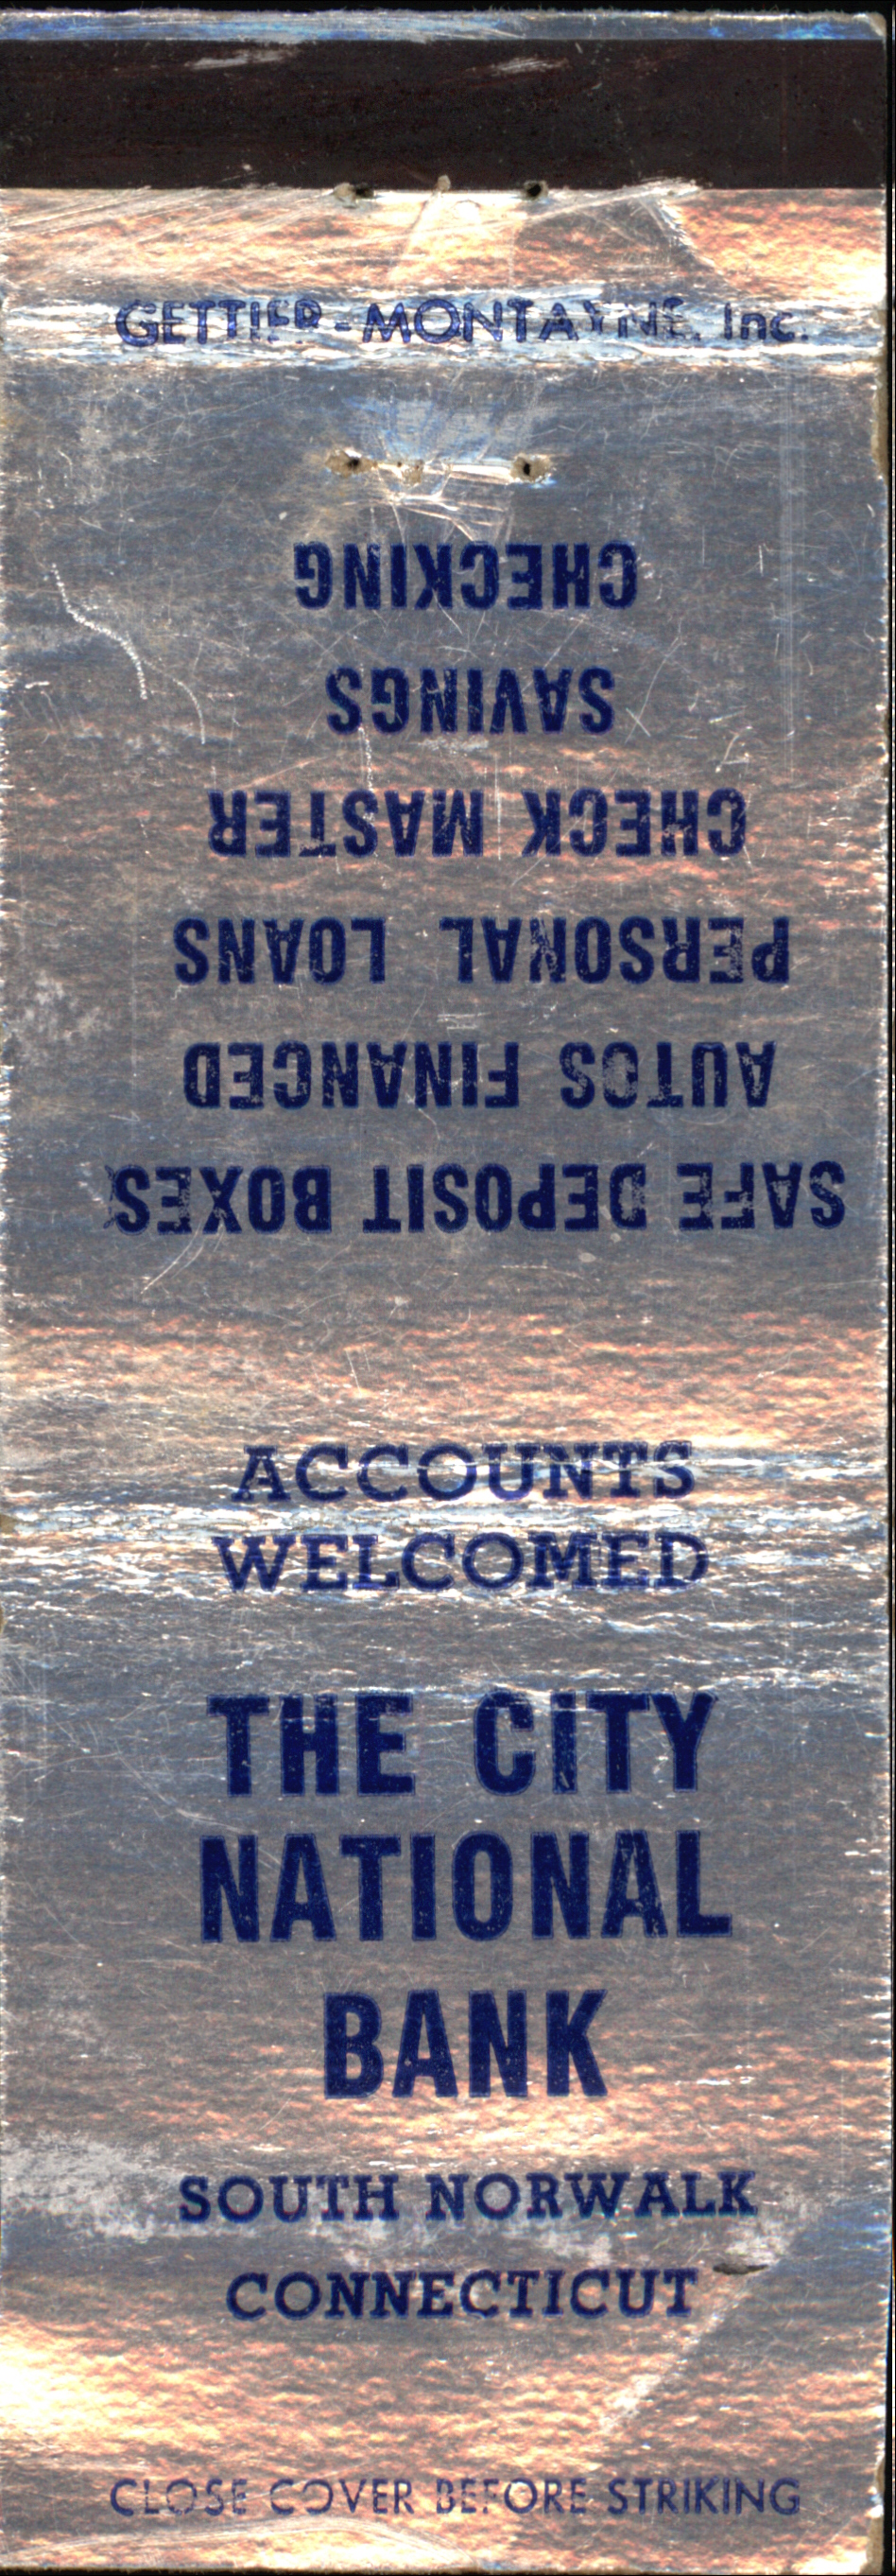 GETTIER-MONTAYNE, Inc.
SAFE DEPOSIT BOXES
AUTOS FINANCED
PERSONAL LOANS
CHECK MASTER
SAVINGS
CHECKING
ACCOUNTS
WELCOMED
THE CITY
NATIONAL
BANK
SOUTH NORWALK
CONNECTICUT
CLOSE COVER BEFORE STRIKING